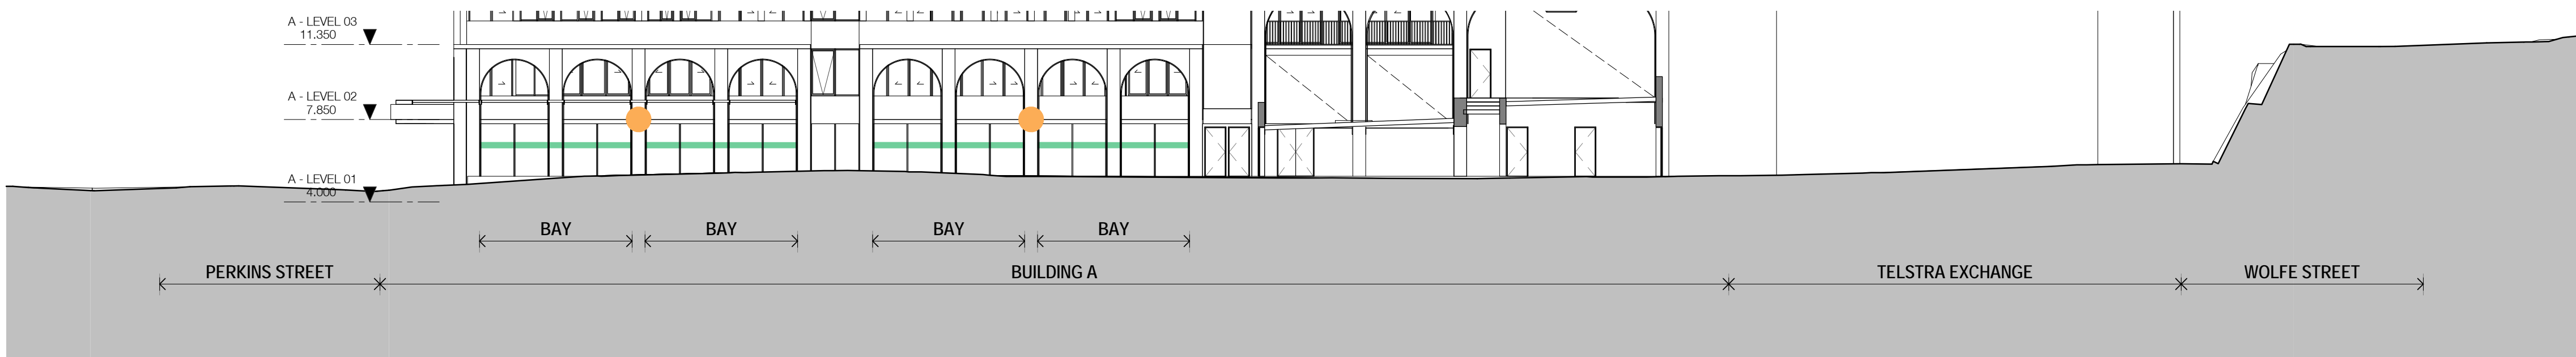 A - LEVEL 03
11.350
A - LEVEL 02
7.850
A - LEVEL 01
4.000
BAY BAY BAY BAY
PERKINS STREET BUILDING A TELSTRA EXCHANGE WOLFE STREET